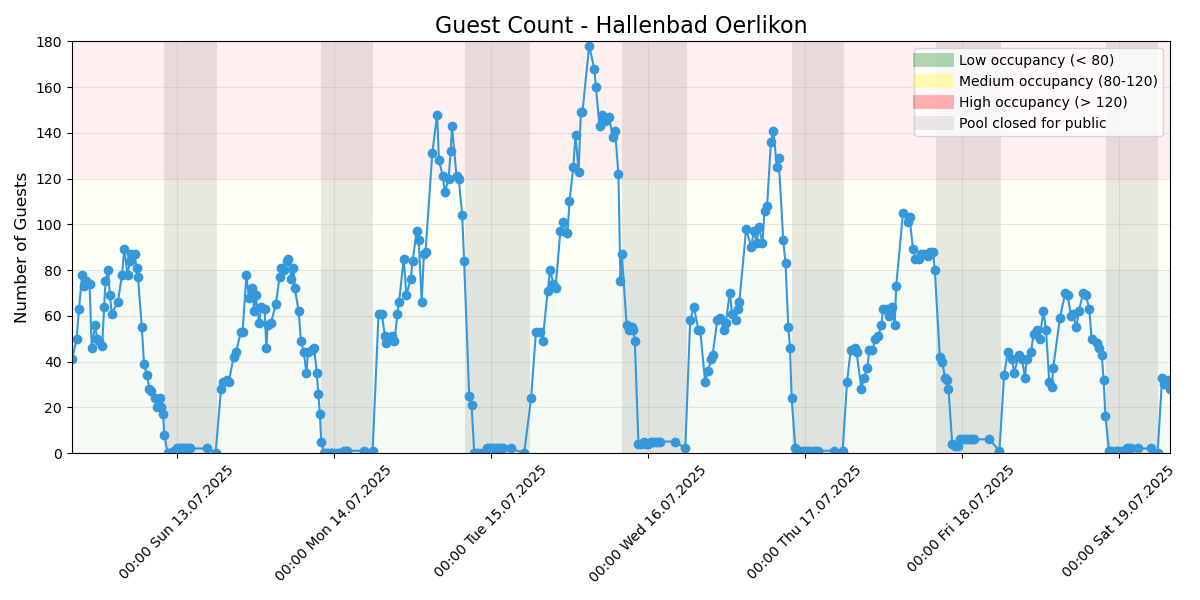 Guest Count - Hallenbad Oerlikon
Number of Guests
180
160
140
120
100
80
60
40
20
0
Low occupancy (< 80)
Medium occupancy (80-120)
High occupancy (> 120)
Pool closed for public
00:00 Sun 13.07.2025
00:00 Mon 14.07.2025
00:00 Tue 15.07.2025
00:00 Wed 16.07.2025
00:00 Thu 17.07.2025
00:00 Fri 18.07.2025
00:00 Sat 19.07.2025